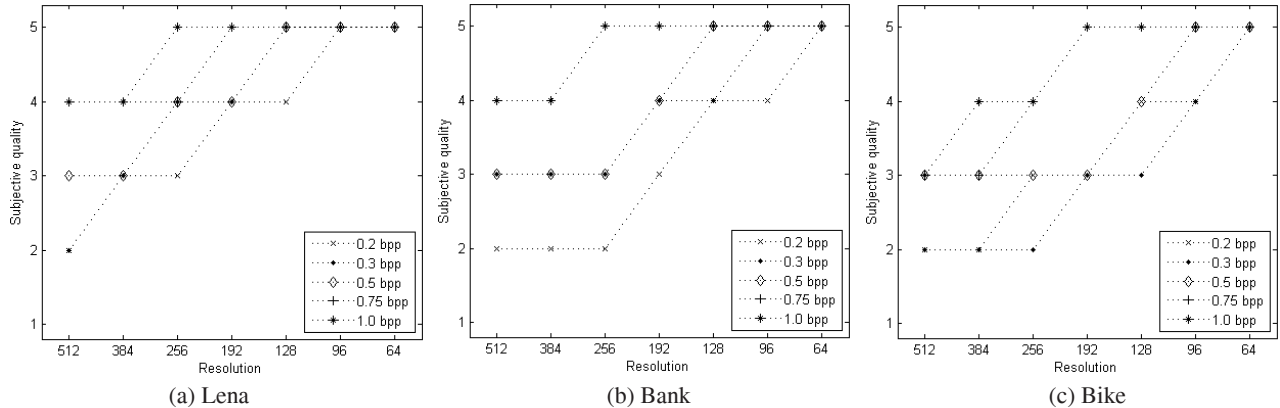 5
4
3
2
1
Subjective quality
512 384 256 192 128 96 64
Resolution
0.2 bpp
0.3 bpp
0.5 bpp
0.75 bpp
1.0 bpp
(a) Lena
5
4
3
2
1
Subjective quality
512 384 256 192 128 96 64
Resolution
0.2 bpp
0.3 bpp
0.5 bpp
0.75 bpp
1.0 bpp
(b) Bank
5
4
3
2
1
Subjective quality
512 384 256 192 128 96 64
Resolution
0.2 bpp
0.3 bpp
0.5 bpp
0.75 bpp
1.0 bpp
(c) Bike